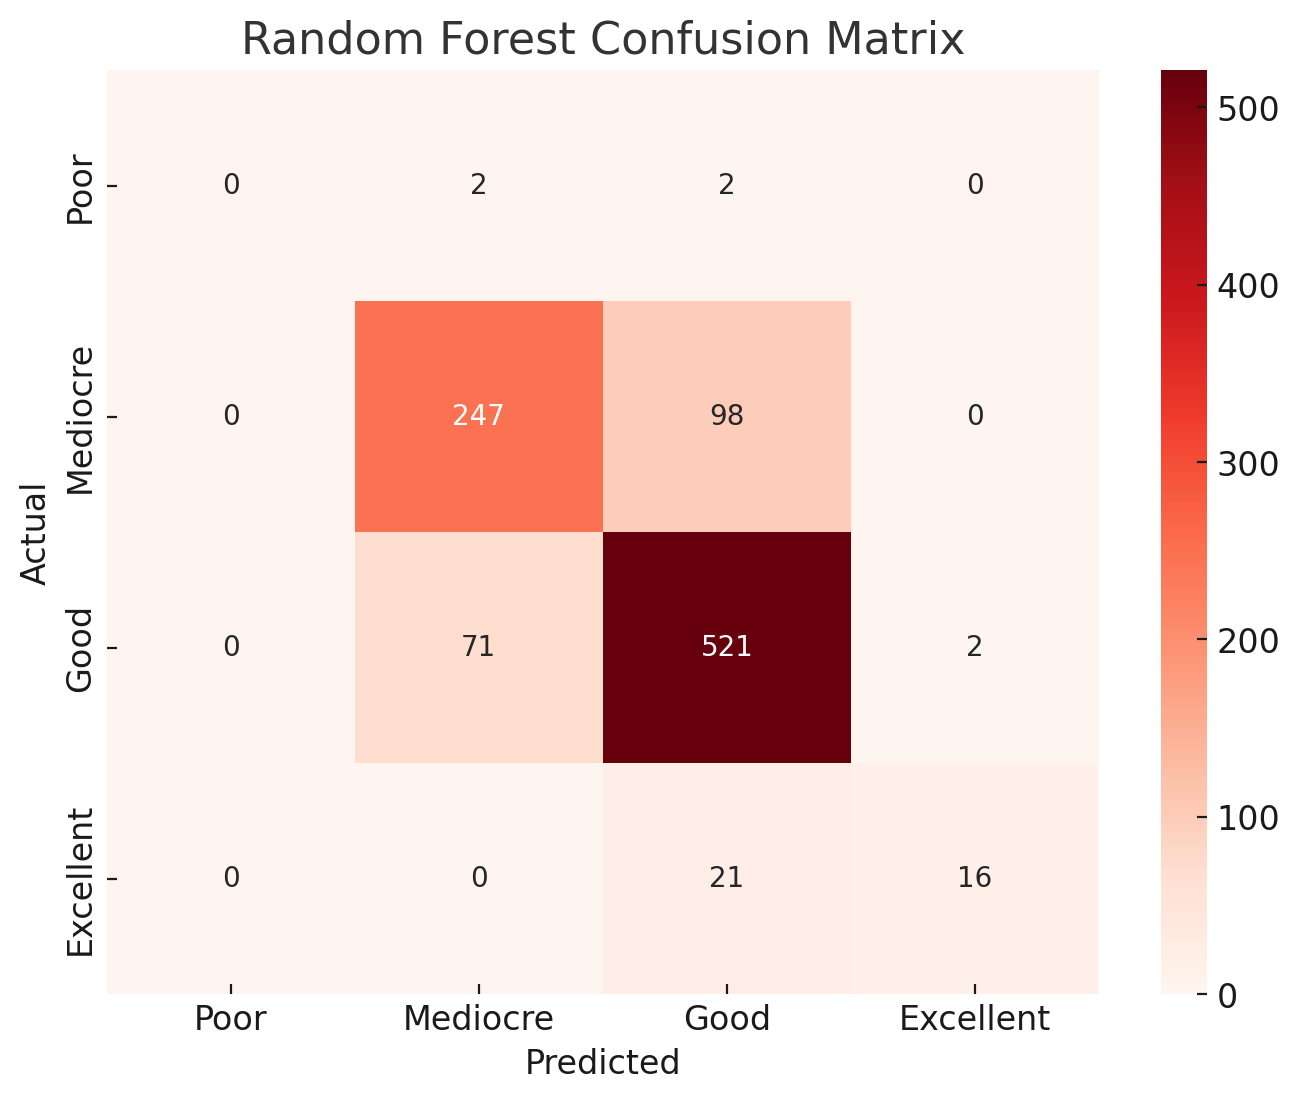 Random Forest Confusion Matrix
Actual
Poor
0 2 2 0
Mediocre
0 247 98 0
Good
0 71 521 2
Excellent
0 0 21 16
Poor Mediocre Good Excellent
Predicted
500
400
300
200
100
0